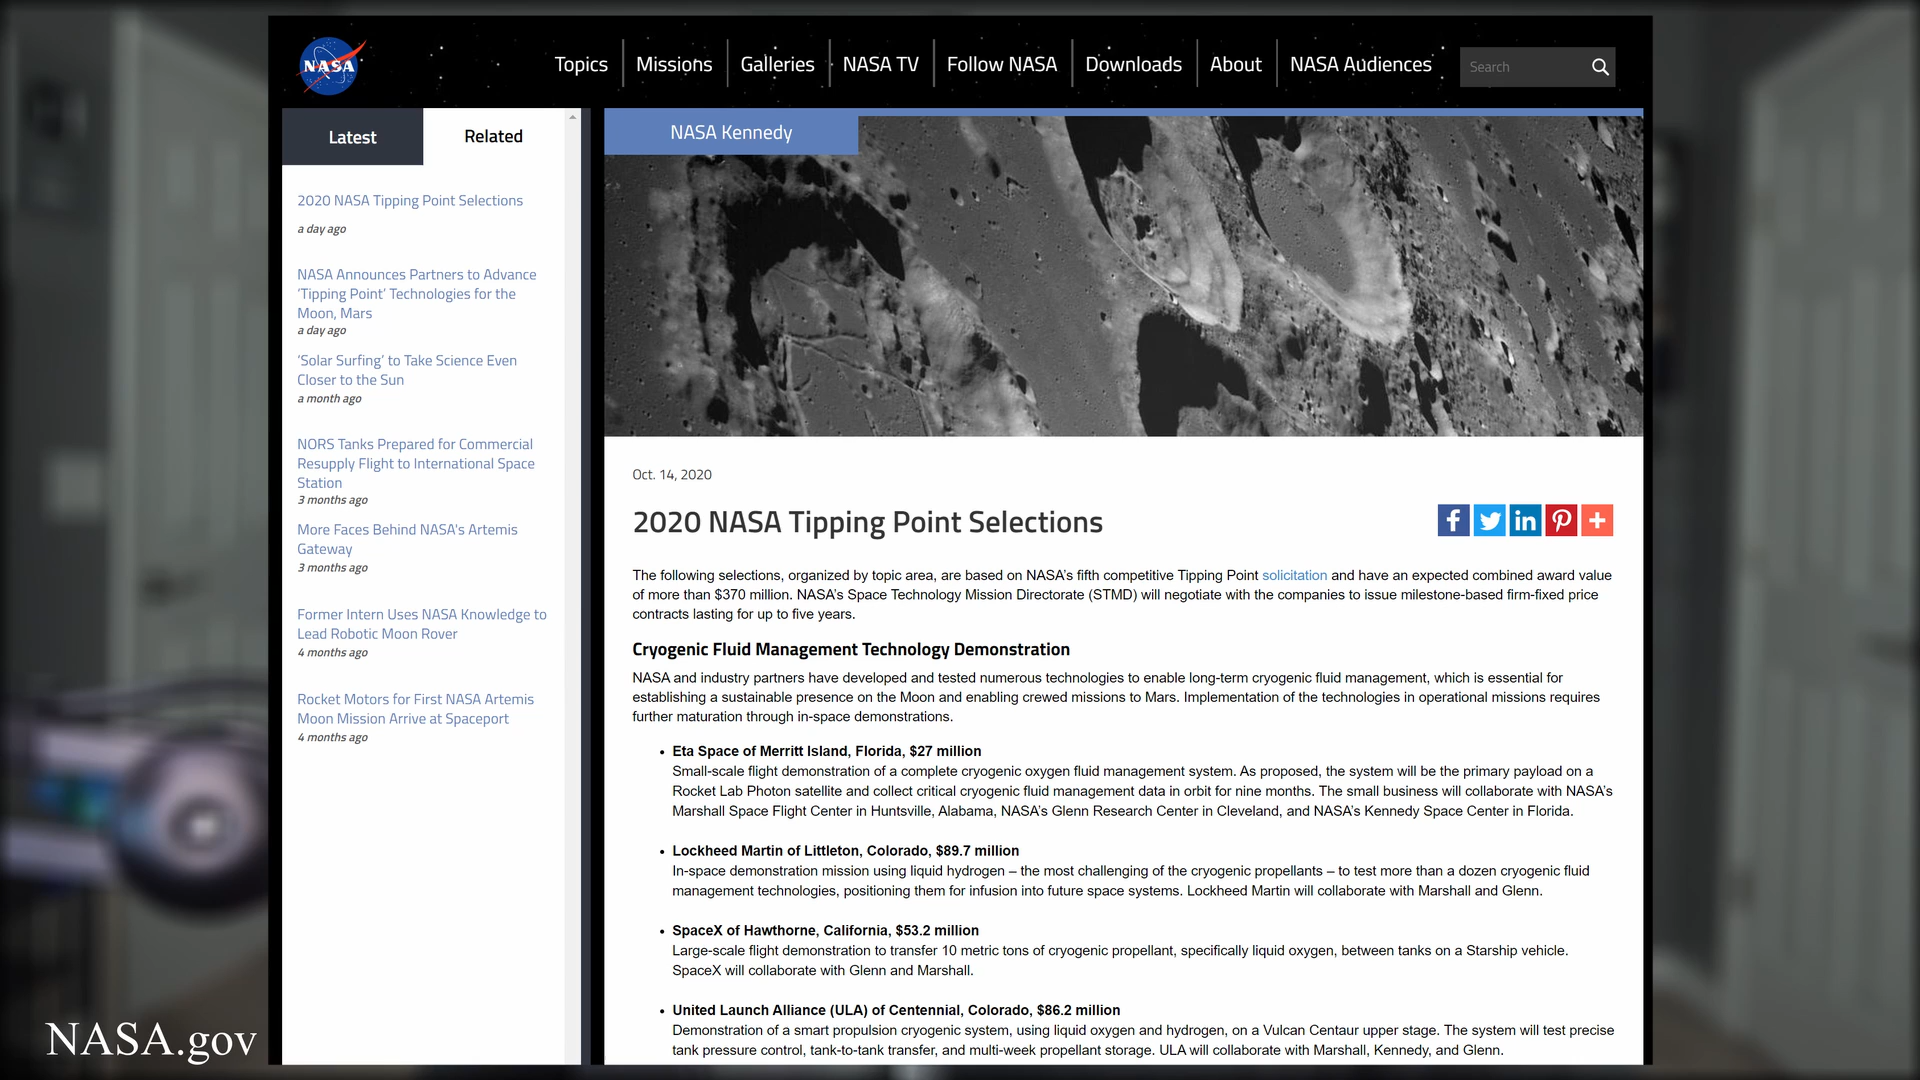 NASA
Topics
Missions
Galleries
NASA TV
Follow NASA
Downloads
About
NASA Audiences
Search
Latest
Related
2020 NASA Tipping Point Selections
a day ago
NASA Announces Partners to Advance
‘Tipping Point’ Technologies for the
Moon, Mars
a day ago
‘Solar Surfing’ to Take Science Even
Closer to the Sun
a month ago
NORS Tanks Prepared for Commercial
Resupply Flight to International Space
Station
3 months ago
More Faces Behind NASA's Artemis
Gateway
3 months ago
Former Intern Uses NASA Knowledge to
Lead Robotic Moon Rover
4 months ago
Rocket Motors for First NASA Artemis
Moon Mission Arrive at Spaceport
4 months ago
NASA Kennedy
Oct. 14, 2020
2020 NASA Tipping Point Selections
The following selections, organized by topic area, are based on NASA’s fifth competitive Tipping Point solicitation and have an expected combined award value
of more than $370 million. NASA’s Space Technology Mission Directorate (STMD) will negotiate with the companies to issue milestone-based firm-fixed price
contracts lasting for up to five years.
Cryogenic Fluid Management Technology Demonstration
NASA and industry partners have developed and tested numerous technologies to enable long-term cryogenic fluid management, which is essential for
establishing a sustainable presence on the Moon and enabling crewed missions to Mars. Implementation of the technologies in operational missions requires
further maturation through in-space demonstrations.
• Eta Space of Merritt Island, Florida, $27 million
Small-scale flight demonstration of a complete cryogenic oxygen fluid management system. As proposed, the system will be the primary payload on a
Rocket Lab Photon satellite and collect critical cryogenic fluid management data in orbit for nine months. The small business will collaborate with NASA’s
Marshall Space Flight Center in Huntsville, Alabama, NASA’s Glenn Research Center in Cleveland, and NASA’s Kennedy Space Center in Florida.
• Lockheed Martin of Littleton, Colorado, $89.7 million
In-space demonstration mission using liquid hydrogen – the most challenging of the cryogenic propellants – to test more than a dozen cryogenic fluid
management technologies, positioning them for infusion into future space systems. Lockheed Martin will collaborate with Marshall and Glenn.
• SpaceX of Hawthorne, California, $53.2 million
Large-scale flight demonstration to transfer 10 metric tons of cryogenic propellant, specifically liquid oxygen, between tanks on a Starship vehicle.
SpaceX will collaborate with Glenn and Marshall.
• United Launch Alliance (ULA) of Centennial, Colorado, $86.2 million
Demonstration of a smart propulsion cryogenic system, using liquid oxygen and hydrogen, on a Vulcan Centaur upper stage. The system will test precise
tank pressure control, tank-to-tank transfer, and multi-week propellant storage. ULA will collaborate with Marshall, Kennedy, and Glenn.
NASA.gov